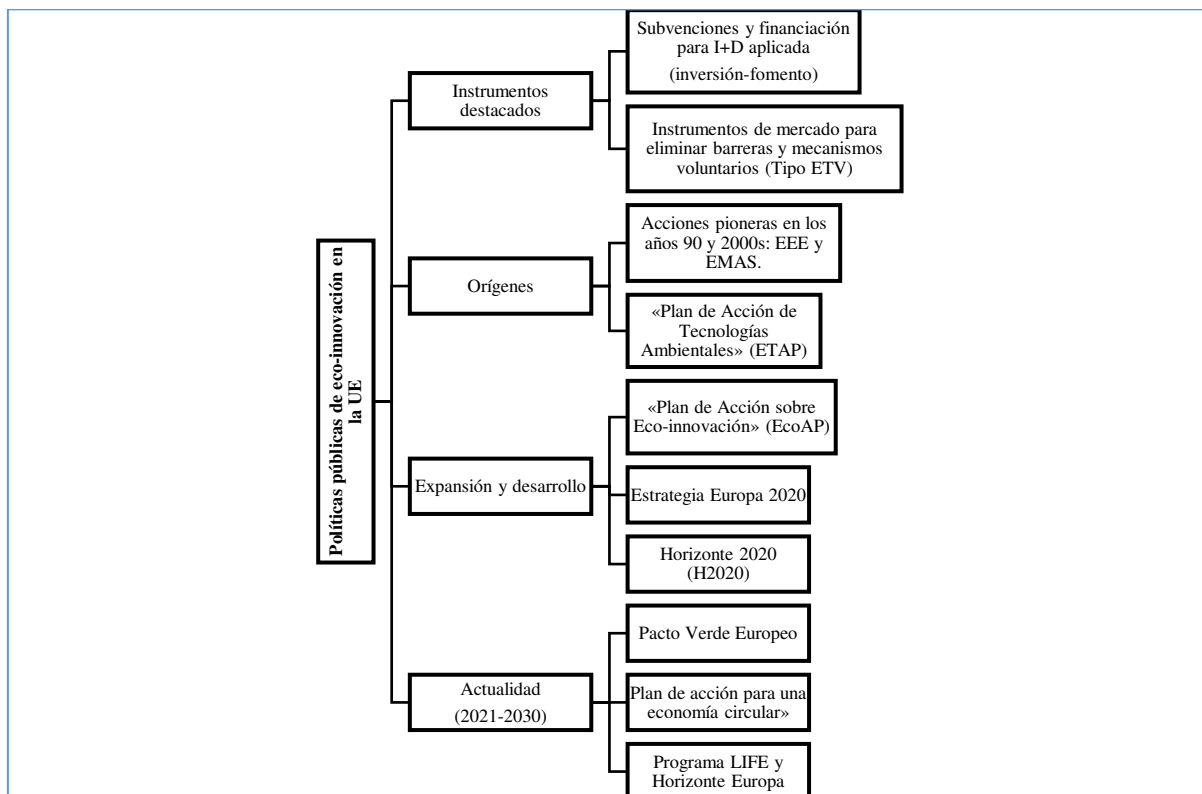 Políticas públicas de eco-innovación en
la UE
Instrumentos
destacados
Subvenciones y financiación
para I+D aplicada
(inversión-fomento)
Instrumentos de mercado para
eliminar barreras y mecanismos
voluntarios (Tipo ETV)
Orígenes
Acciones pioneras en los
años 90 y 2000s: EEE y
EMAS.
«Plan de Acción de
Tecnologías
Ambientales» (ETAP)
Expansión y desarrollo
«Plan de Acción sobre
Eco-innovación» (EcoAP)
Estrategia Europa 2020
Horizonte 2020
(H2020)
Actualidad
(2021-2030)
Pacto Verde Europeo
Plan de acción para una
economía circular»
Programa LIFE y
Horizonte Europa